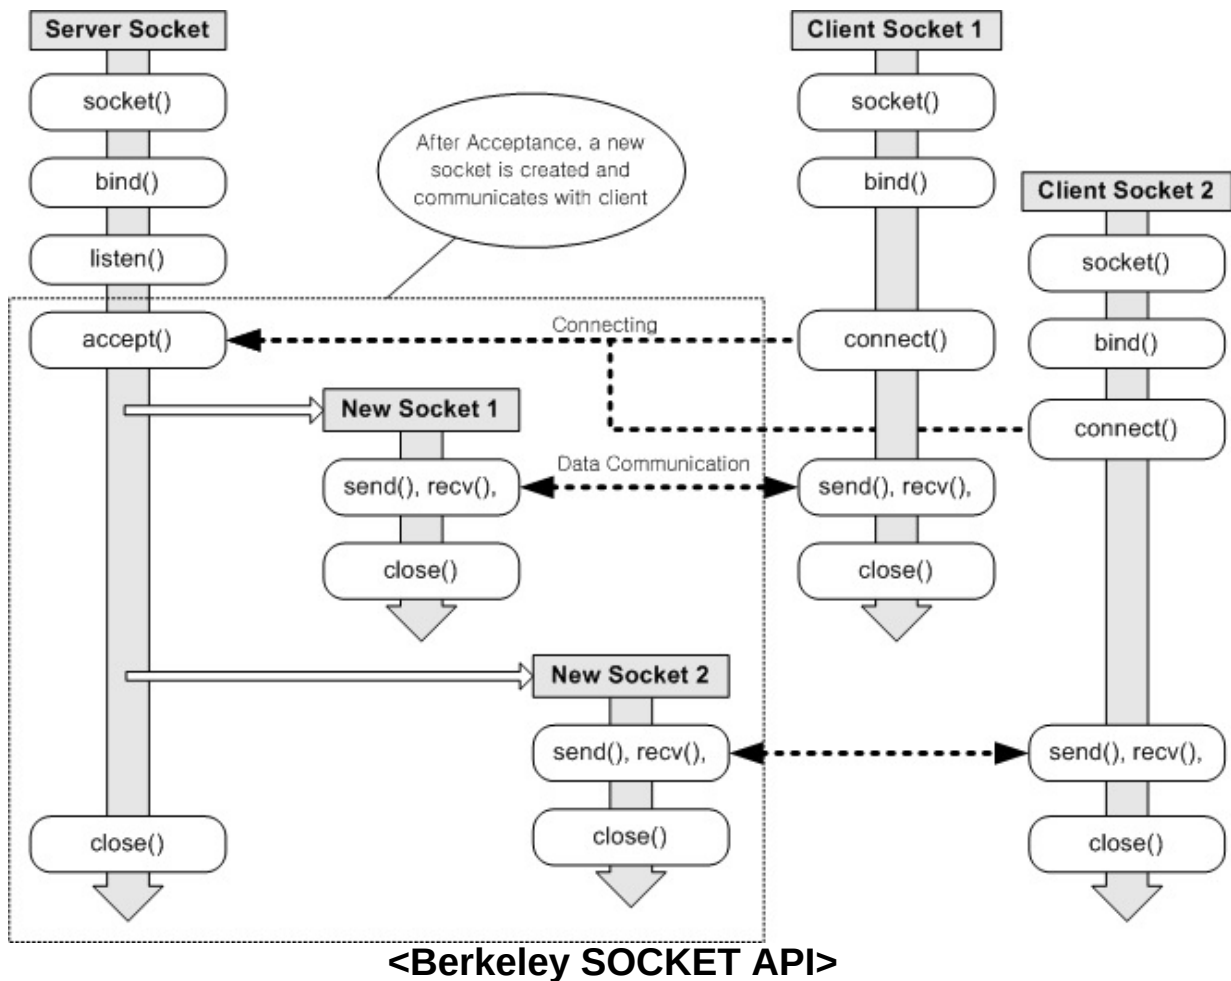 Server Socket
socket()
bind()
listen()
accept()
close()
After Acceptance, a new
socket is created and
communicates with client
Connecting
New Socket 1
send(), recv(),
close()
Data Communication
New Socket 2
send(), recv(),
close()
Client Socket 1
socket()
bind()
connect()
send(), recv(),
close()
Client Socket 2
socket()
bind()
connect()
send(), recv(),
close()
<Berkeley SOCKET API>